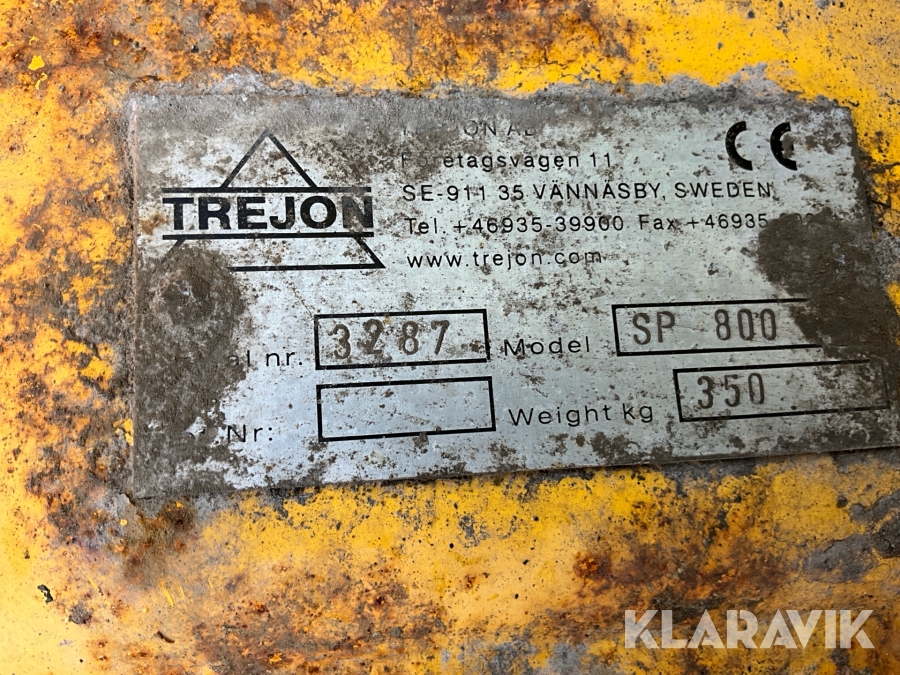 TREJON
Företagsvägen 11
SE-911 35 VÄNNÄSBY, SWEDEN
Tel. +46935-39900 Fax +46935
www.trejon.com
nr. 3287 Model SP 800
Nr: Weight kg 350
KLARAVIK